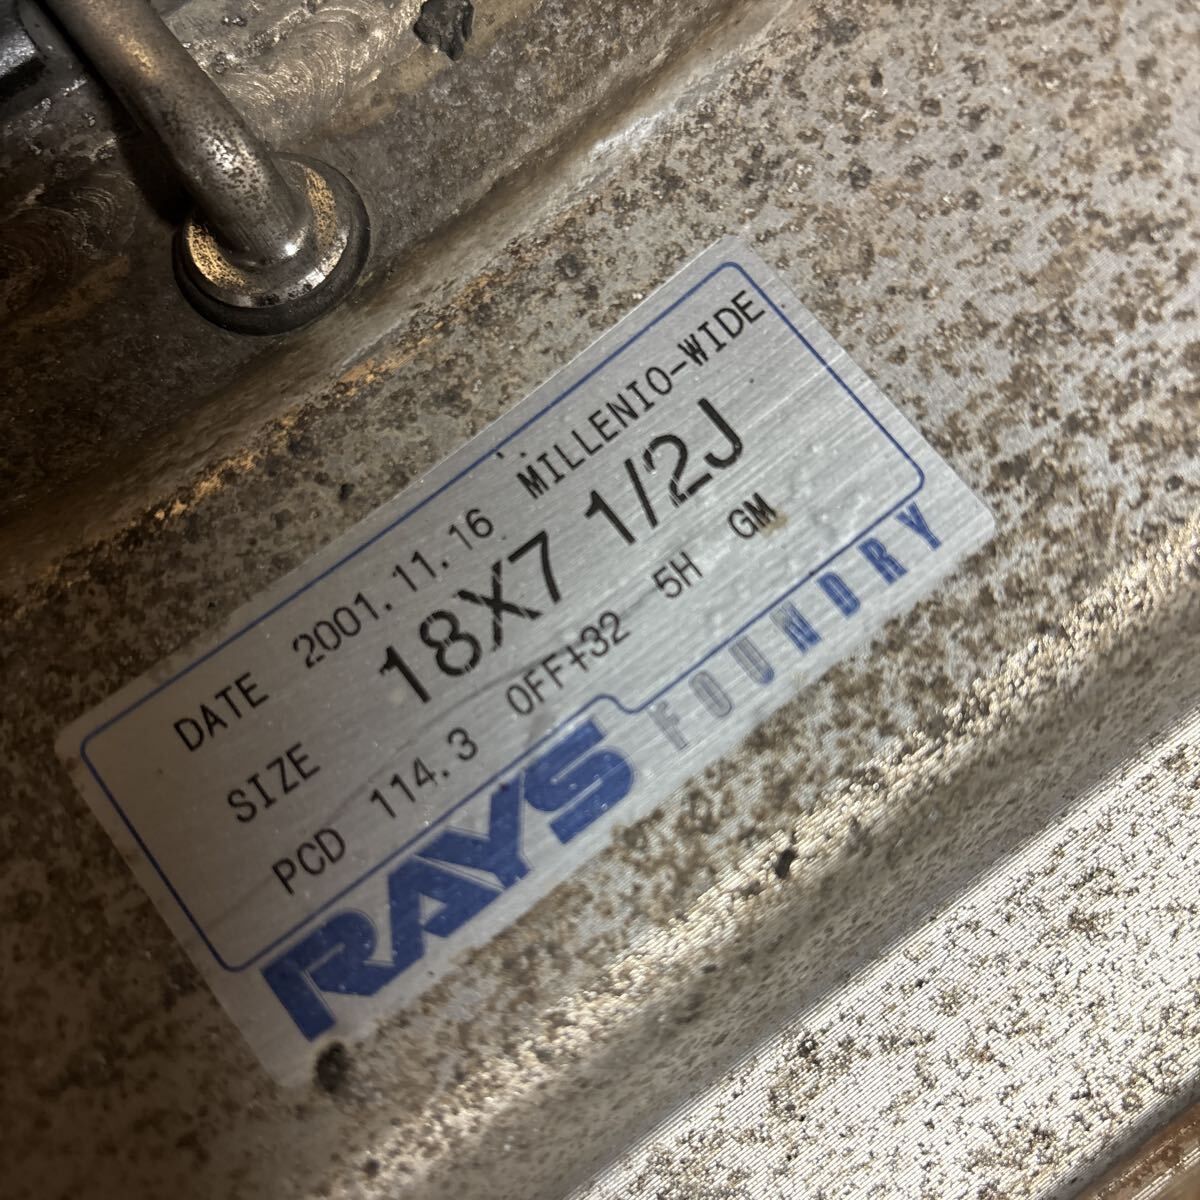 DATE 2001.11.16 MILLENIO-WIDE
SIZE 18X7 1/2J
PCD 114.3 OFF+32 5H GM
RAYS FOUNDRY